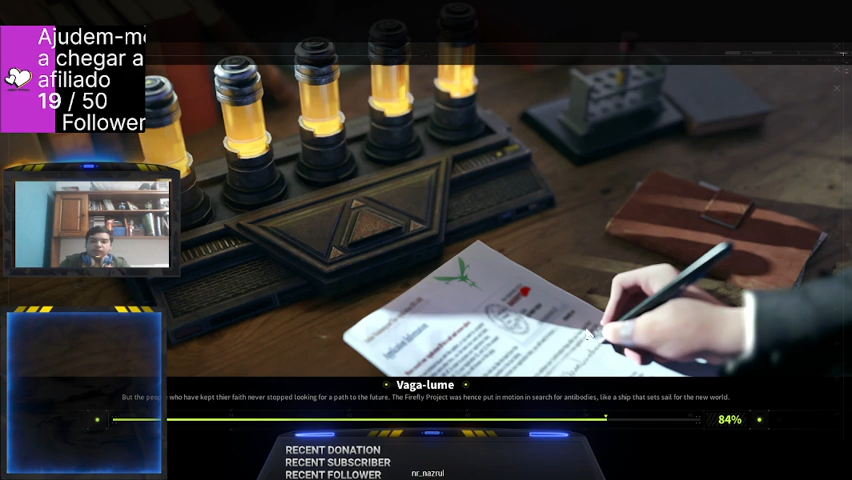 Ajudem-m
a chegar a
afiliado
19 / 50
Follower
Vaga-lume
But the people who have kept thier faith never stopped looking for a path to the future. The Firefly Project was hence put in motion in search for antibodies, like a ship that sets sail for the new world.
84%
RECENT DONATION
RECENT SUBSCRIBER
RECENT FOLLOWER
nr_nazrul